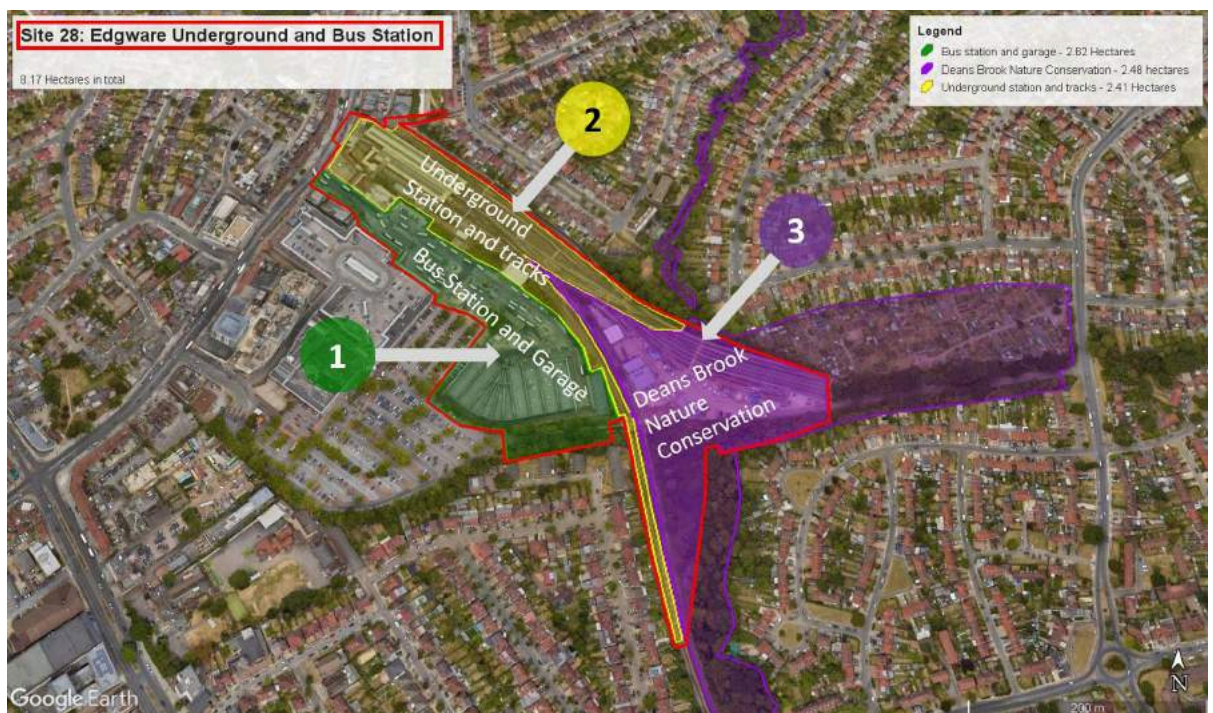 Site 28: Edgware Underground and Bus Station
8.17 Hectares in total
Legend
Bus station and garage - 2.62 Hectares
Deans Brook Nature Conservation - 2.48 hectares
Underground station and tracks - 2.41 Hectares
2
Underground
Station and tracks
3
Bus Station and Garage
1
Deans Brook
Nature
Conservation
N
Google Earth
200 m